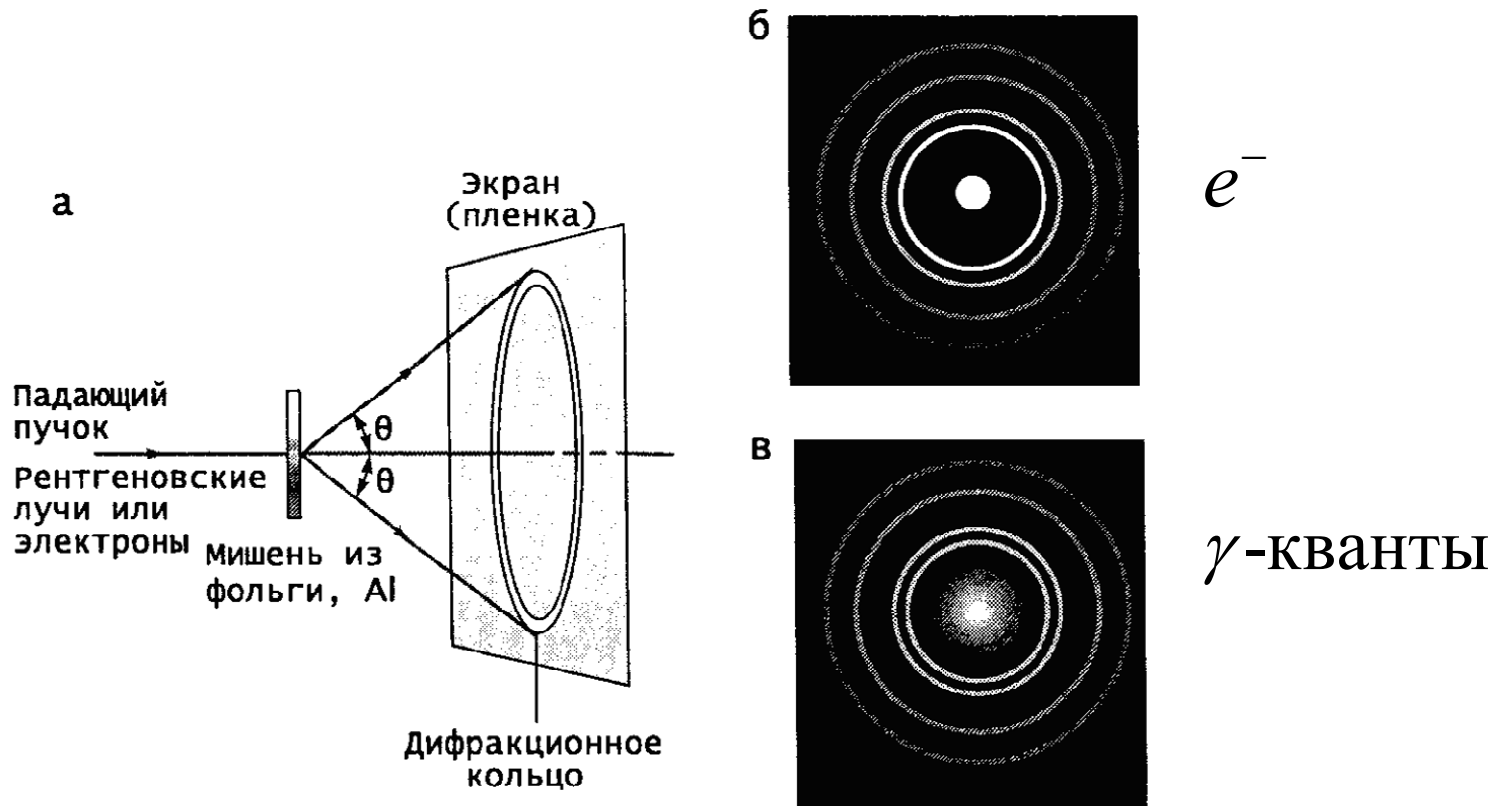 а
Экран
(пленка)
θ
θ
Падающий
пучок
Рентгеновские
лучи или
электроны
Мишень из
фольги, Al
Дифракционное
кольцо
б
e⁻
в
γ-кванты